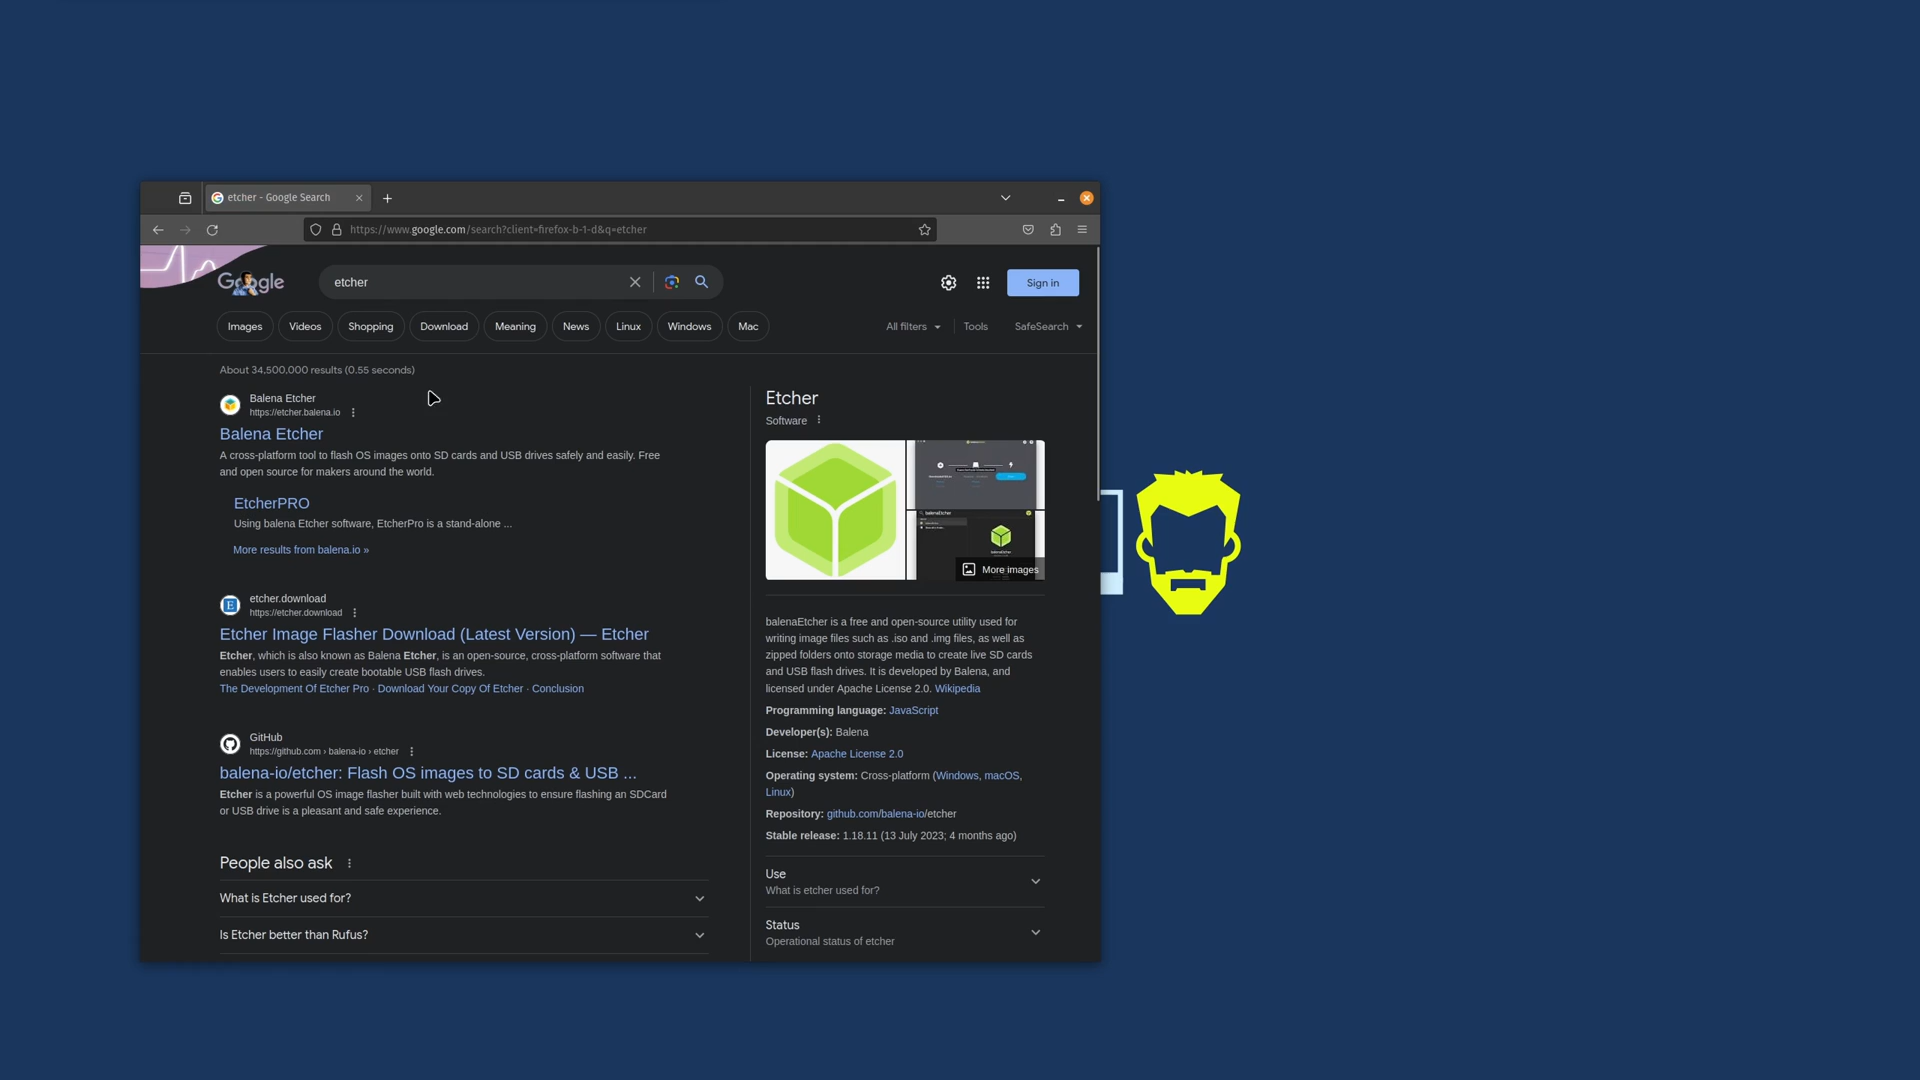 etcher - Google Search
https://www.google.com/search?client=firefox-b-1-d&q=etcher
Google
etcher
Sign in
Images
Videos
Shopping
Download
Meaning
News
Linux
Windows
Mac
All filters
Tools
SafeSearch
About 34,500,000 results (0.55 seconds)
Balena Etcher
https://etcher.balena.io
Balena Etcher
A cross-platform tool to flash OS images onto SD cards and USB drives safely and easily. Free
and open source for makers around the world.
EtcherPRO
Using balena Etcher software, EtcherPro is a stand-alone ...
More results from balena.io »
etcher.download
https://etcher.download
Etcher Image Flasher Download (Latest Version) — Etcher
Etcher, which is also known as Balena Etcher, is an open-source, cross-platform software that
enables users to easily create bootable USB flash drives.
The Development Of Etcher Pro · Download Your Copy Of Etcher · Conclusion
GitHub
https://github.com › balena-io › etcher
balena-io/etcher: Flash OS images to SD cards & USB ...
Etcher is a powerful OS image flasher built with web technologies to ensure flashing an SDCard
or USB drive is a pleasant and safe experience.
People also ask
What is Etcher used for?
Is Etcher better than Rufus?
Etcher
Software
balenaEtcher
More images
balenaEtcher is a free and open-source utility used for
writing image files such as .iso and .img files, as well as
zipped folders onto storage media to create live SD cards
and USB flash drives. It is developed by Balena, and
licensed under Apache License 2.0. Wikipedia
Programming language: JavaScript
Developer(s): Balena
License: Apache License 2.0
Operating system: Cross-platform (Windows, macOS,
Linux)
Repository: github.com/balena-io/etcher
Stable release: 1.18.11 (13 July 2023; 4 months ago)
Use
What is etcher used for?
Status
Operational status of etcher